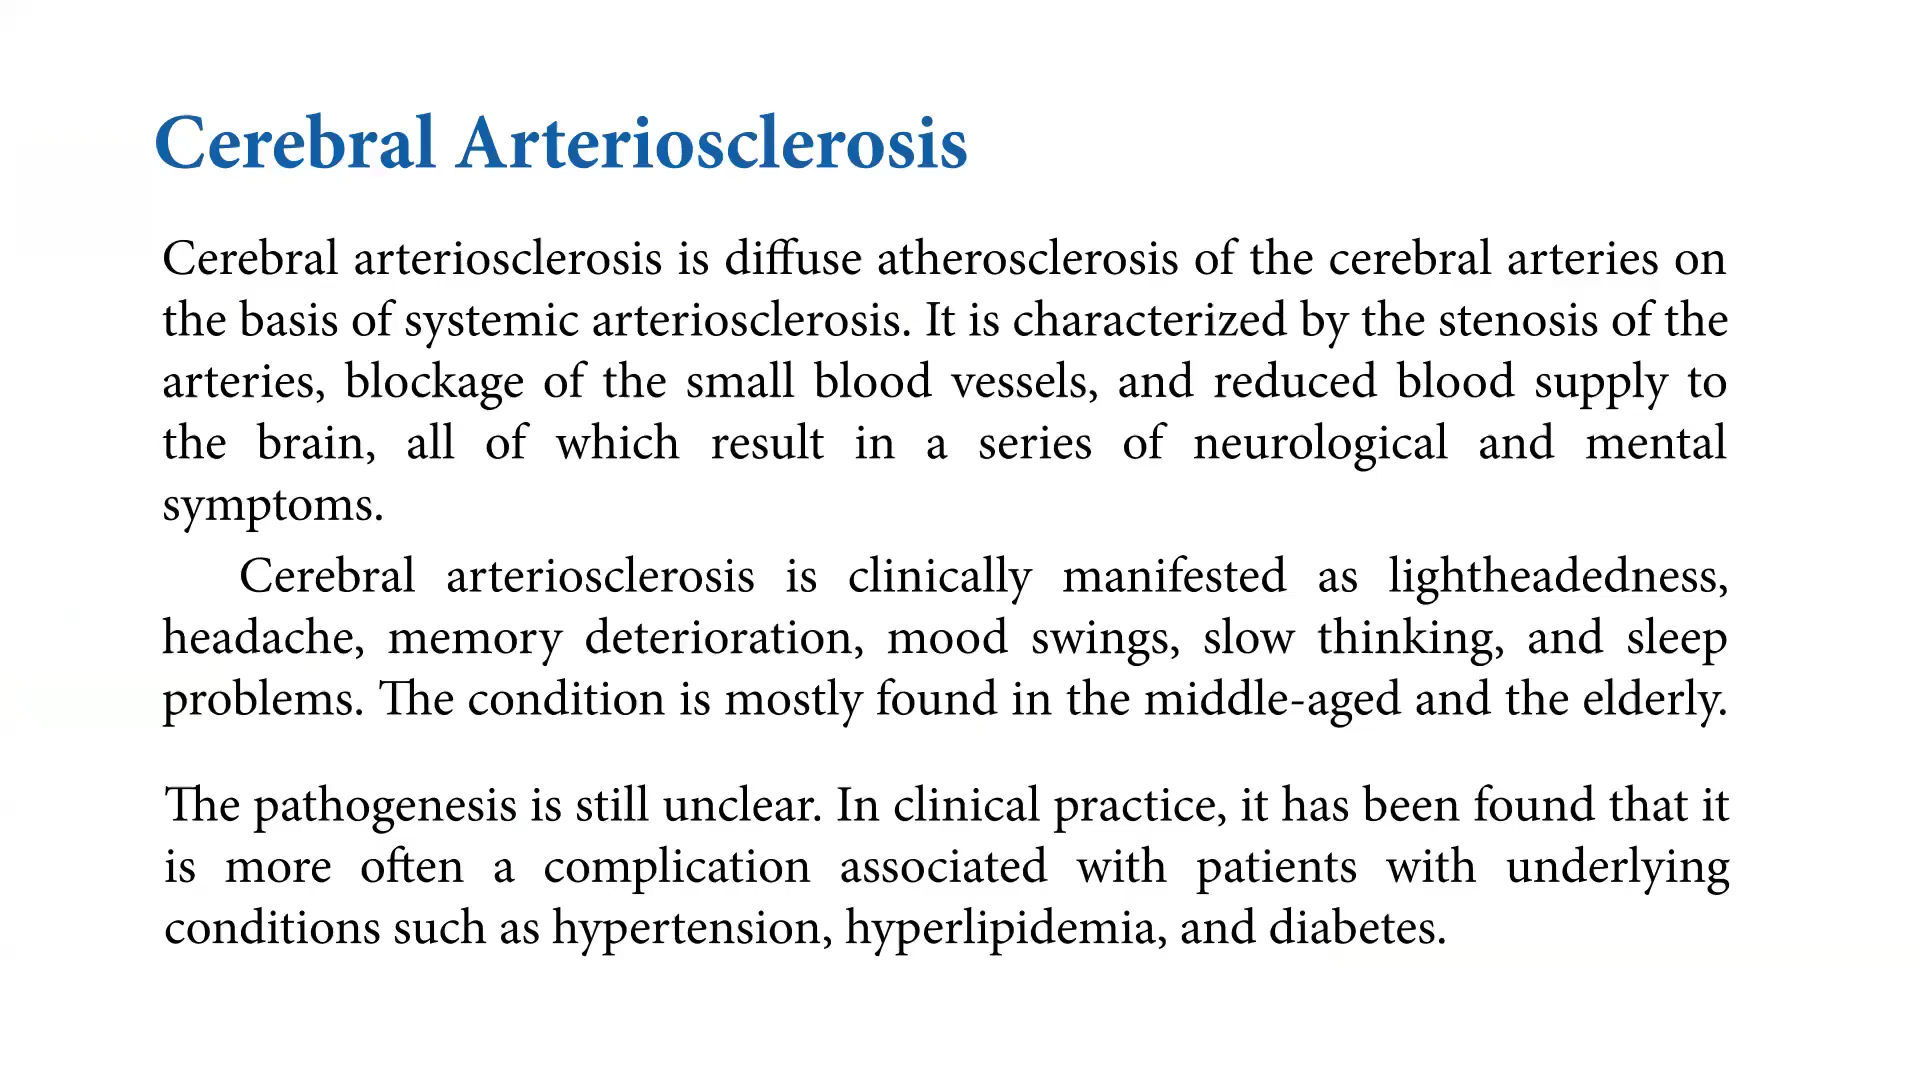 Cerebral Arteriosclerosis
Cerebral arteriosclerosis is diffuse atherosclerosis of the cerebral arteries on
the basis of systemic arteriosclerosis. It is characterized by the stenosis of the
arteries, blockage of the small blood vessels, and reduced blood supply to
the brain, all of which result in a series of neurological and mental
symptoms.
Cerebral arteriosclerosis is clinically manifested as lightheadedness,
headache, memory deterioration, mood swings, slow thinking, and sleep
problems. The condition is mostly found in the middle-aged and the elderly.
The pathogenesis is still unclear. In clinical practice, it has been found that it
is more often a complication associated with patients with underlying
conditions such as hypertension, hyperlipidemia, and diabetes.